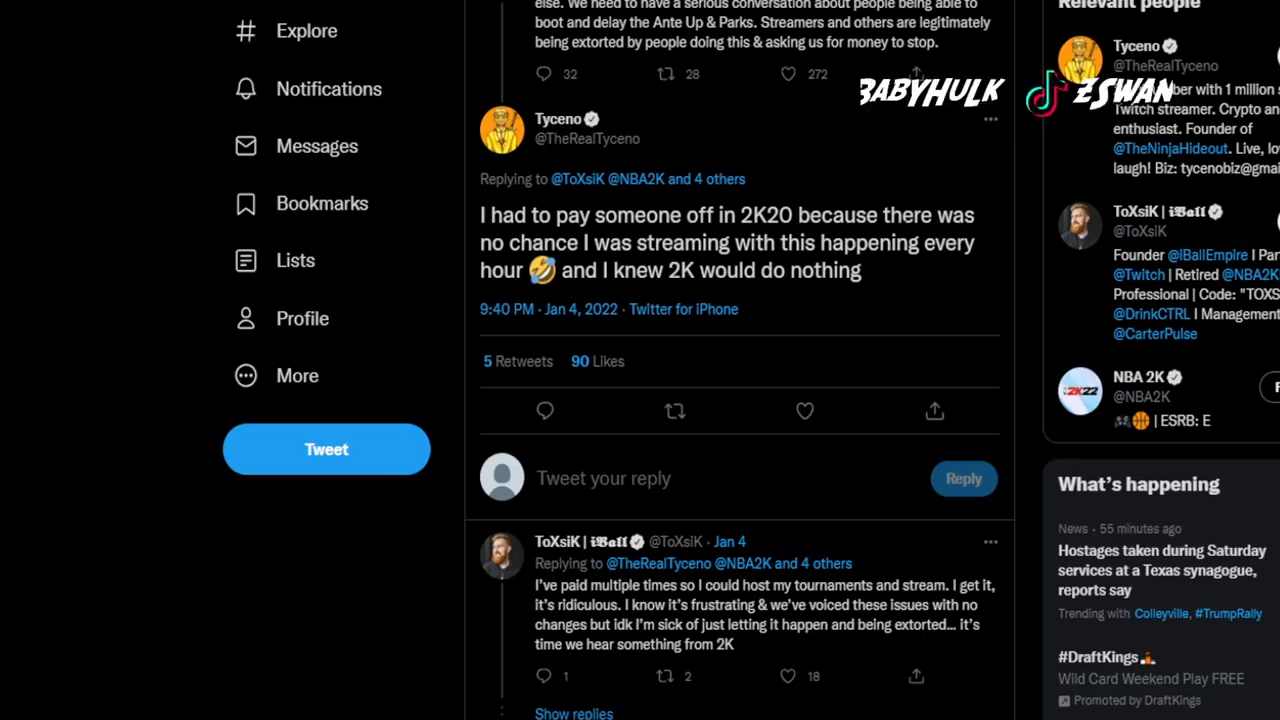 Explore
Notifications
Messages
Bookmarks
Lists
Profile
More
Tweet
else. We need to have a serious conversation about people being able to
boot and delay the Ante Up & Parks. Streamers and others are legitimately
being extorted by people doing this & asking us for money to stop.
32 28 272
BABYHULK
ZSWAN
Tyceno
@TheRealTyceno
Replying to @ToXsiK @NBA2K and 4 others
I had to pay someone off in 2K20 because there was
no chance I was streaming with this happening every
hour 🤣 and I knew 2K would do nothing
9:40 PM · Jan 4, 2022 · Twitter for iPhone
5 Retweets 90 Likes
Tweet your reply
Reply
ToXsiK | 𝖎𝕭𝖆𝖑𝖑 @ToXsiK · Jan 4
Replying to @TheRealTyceno @NBA2K and 4 others
I've paid multiple times so I could host my tournaments and stream. I get it,
it's ridiculous. I know it's frustrating & we've voiced these issues with no
changes but idk I'm sick of just letting it happen and being extorted... it's
time we hear something from 2K
1 2 18
Show replies
Relevant people
Tyceno
@TheRealTyceno
with 1 million
Twitch streamer. Crypto
enthusiast. Founder of
@TheNinjaHideout. Live,
laugh! Biz: tycenobiz@gmai
ToXsiK | 𝖎𝕭𝖆𝖑𝖑
@ToXsiK
Founder @iBallEmpire I Par
@Twitch | Retired @NBA2K
Professional | Code: "TOXS
@DrinkCTRL I Management
@CarterPulse
NBA 2K
@NBA2K
🎮🏀 | ESRB: E
What's happening
News · 55 minutes ago
Hostages taken during Saturday
services at a Texas synagogue,
reports say
Trending with Colleyville, #TrumpRally
#DraftKings
Wild Card Weekend Play FREE
Promoted by DraftKings